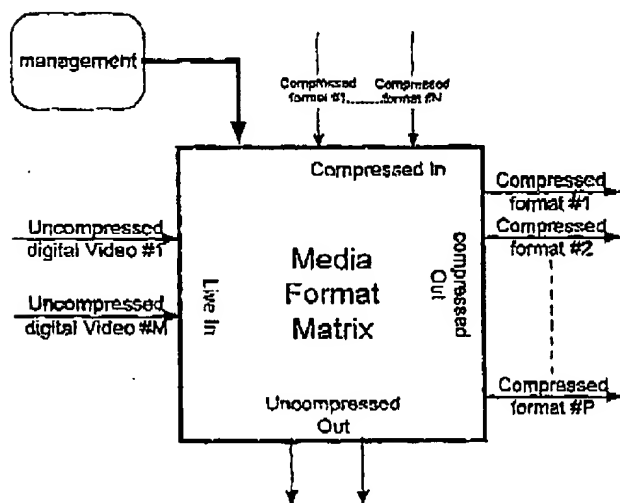 management
Compressed
format #1
Compressed
format #N
Compressed In
Uncompressed
digital Video #1
Uncompressed
digital Video #M
Live In
Media
Format
Matrix
compressed
Out
Compressed
format #1
Compressed
format #2
Compressed
format #P
Uncompressed
Out